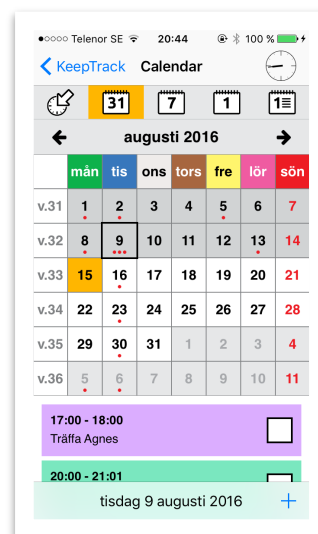 Telenor SE 20:44 100 %
KeepTrack Calendar
31 7 1 1
augusti 2016
mån tis ons tors fre lör sön
v.31 1 2 3 4 5 6 7
v.32 8 9 10 11 12 13 14
v.33 15 16 17 18 19 20 21
v.34 22 23 24 25 26 27 28
v.35 29 30 31 1 2 3 4
v.36 5 6 7 8 9 10 11
17:00 - 18:00
Träffa Agnes
20:00 - 21:01
tisdag 9 augusti 2016 +